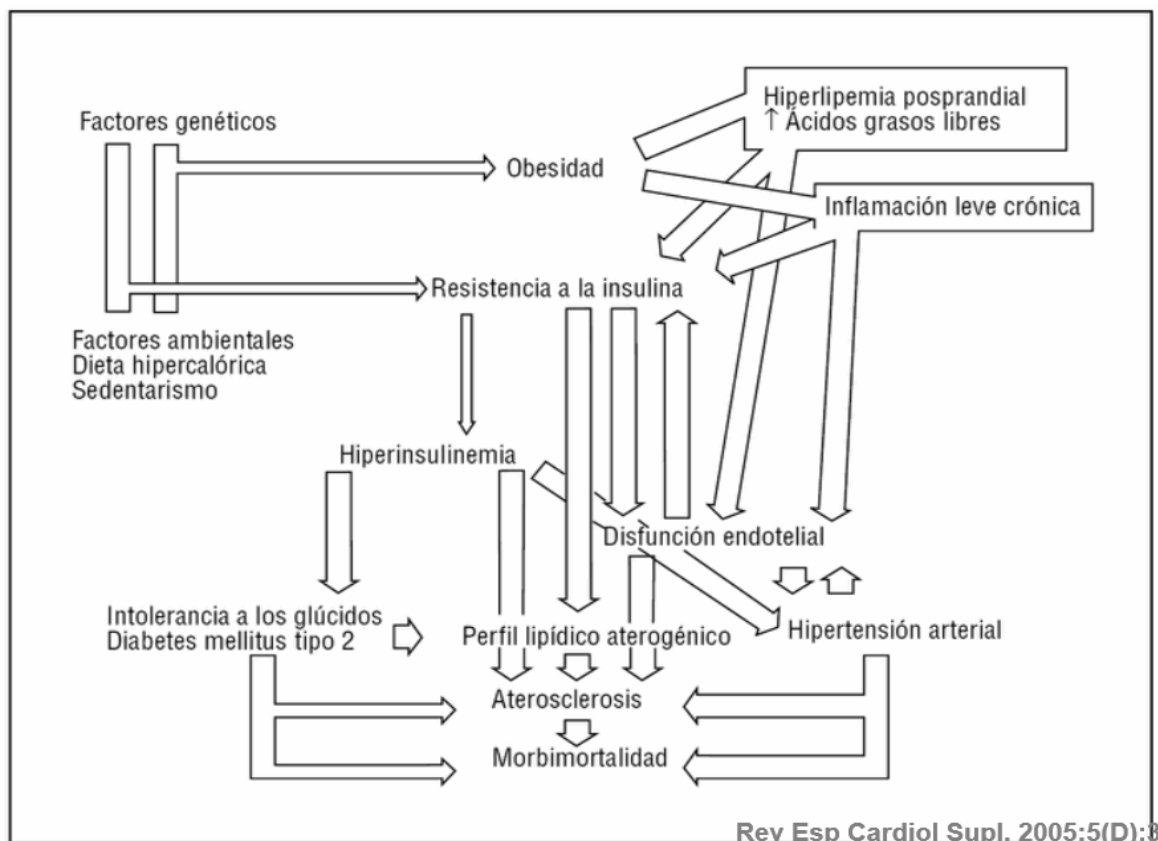 Hiperlipemia posprandial
↑ Ácidos grasos libres
Factores genéticos
Obesidad
Inflamación leve crónica
Resistencia a la insulina
Factores ambientales
Dieta hipercalórica
Sedentarismo
Hiperinsulinemia
Disfunción endotelial
Intolerancia a los glúcidos
Diabetes mellitus tipo 2
Perfil lipídico aterogénico
Hipertensión arterial
Aterosclerosis
Morbimortalidad
Rev Esp Cardiol Supl. 2005;5(D):3